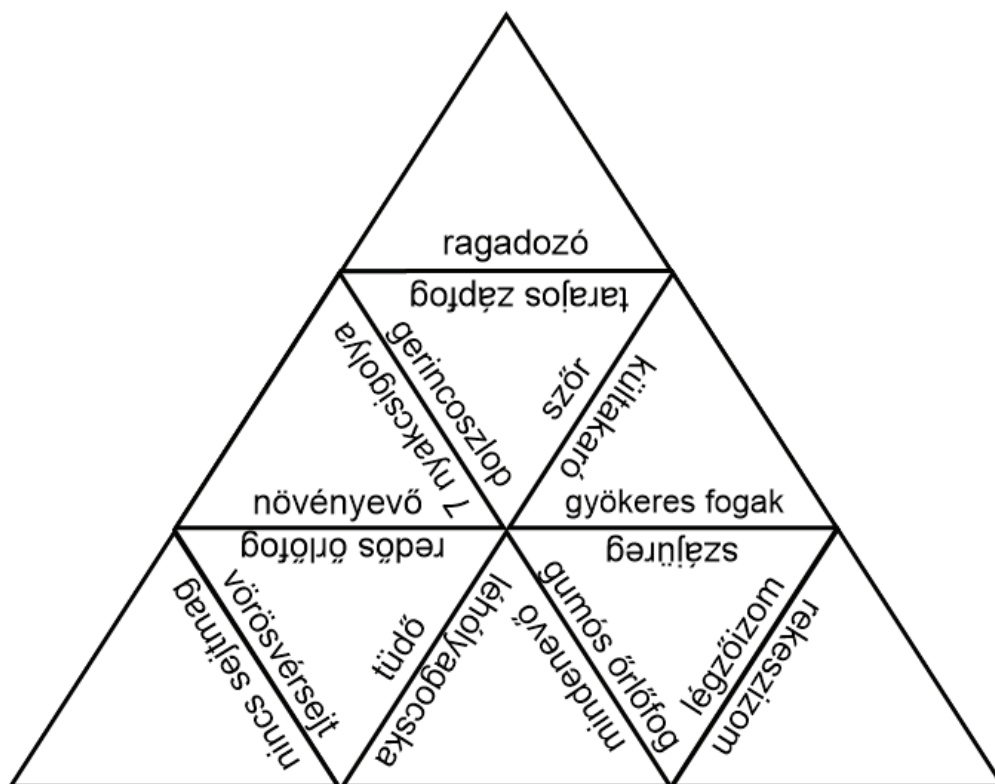 ragadozó
tarajos zápfog
gerincoszlop
7 nyakcsigolya
szőr
kültakaró
növényevő
gyökeres fogak
redős őrlőfog
szájüreg
vörösvérsejt
nincs sejtmag
tüdő
léhólyagocska
gumós őrlőfog
mindenevő
légzőizom
rekeszizom